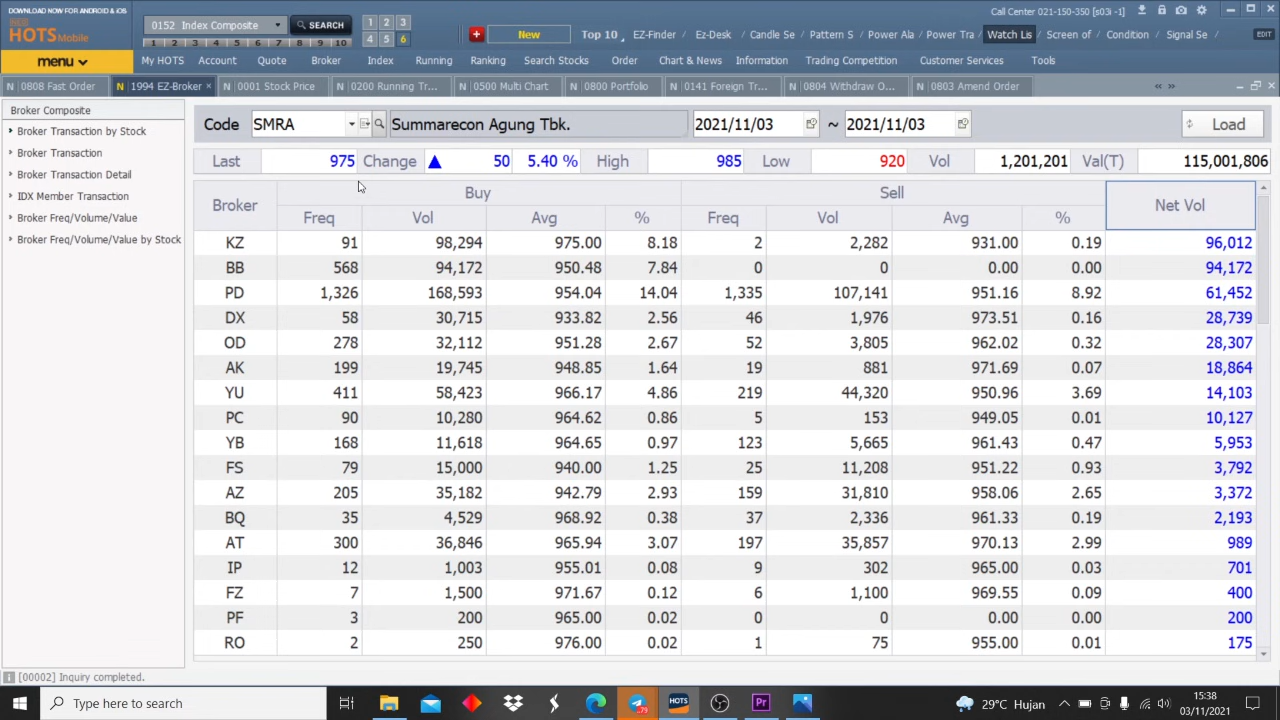 DOWNLOAD NOW FOR ANDROID & iOS
HOTS Mobile
0152 Index Composite SEARCH 1 2 3 4 5 6
1 2 3 4 5 6 7 8 9 10
New Top 10 EZ-Finder EZ-Desk Candle Se Pattern S Power Ala Power Tra Watch Lis Screen of Condition Signal Se
Call Center 021-150-350 [s03i -1]
EDIT
menu My HOTS Account Quote Broker Index Running Ranking Search Stocks Order Chart & News Information Trading Competition Customer Services Tools
N 0808 Fast Order N 1994 EZ-Broker × N 0001 Stock Price N 0200 Running Tr... N 0500 Multi Chart N 0800 Portfolio N 0141 Foreign Tr... N 0804 Withdraw O... N 0803 Amend Order
Broker Composite
Broker Transaction by Stock
Broker Transaction
Broker Transaction Detail
IDX Member Transaction
Broker Freq/Volume/Value
Broker Freq/Volume/Value by Stock
Code SMRA Summarecon Agung Tbk. 2021/11/03 ~ 2021/11/03 Load
Last 975 Change ▲ 50 5.40 % High 985 Low 920 Vol 1,201,201 Val(T) 115,001,806
Broker Buy Sell Net Vol
Freq Vol Avg % Freq Vol Avg %
KZ 91 98,294 975.00 8.18 2 2,282 931.00 0.19 96,012
BB 568 94,172 950.48 7.84 0 0 0.00 0.00 94,172
PD 1,326 168,593 954.04 14.04 1,335 107,141 951.16 8.92 61,452
DX 58 30,715 933.82 2.56 46 1,976 973.51 0.16 28,739
OD 278 32,112 951.28 2.67 52 3,805 962.02 0.32 28,307
AK 199 19,745 948.85 1.64 19 881 971.69 0.07 18,864
YU 411 58,423 966.17 4.86 219 44,320 950.96 3.69 14,103
PC 90 10,280 964.62 0.86 5 153 949.05 0.01 10,127
YB 168 11,618 964.65 0.97 123 5,665 961.43 0.47 5,953
FS 79 15,000 940.00 1.25 25 11,208 951.22 0.93 3,792
AZ 205 35,182 942.79 2.93 159 31,810 958.06 2.65 3,372
BQ 35 4,529 968.92 0.38 37 2,336 961.33 0.19 2,193
AT 300 36,846 965.94 3.07 197 35,857 970.13 2.99 989
IP 12 1,003 955.01 0.08 9 302 965.00 0.03 701
FZ 7 1,500 971.67 0.12 6 1,100 969.55 0.09 400
PF 3 200 965.00 0.02 0 0 0.00 0.00 200
RO 2 250 976.00 0.02 1 75 955.00 0.01 175
[00002] Inquiry completed.
Type here to search
HOTS
Pr
29°C Hujan
15:38
03/11/2021